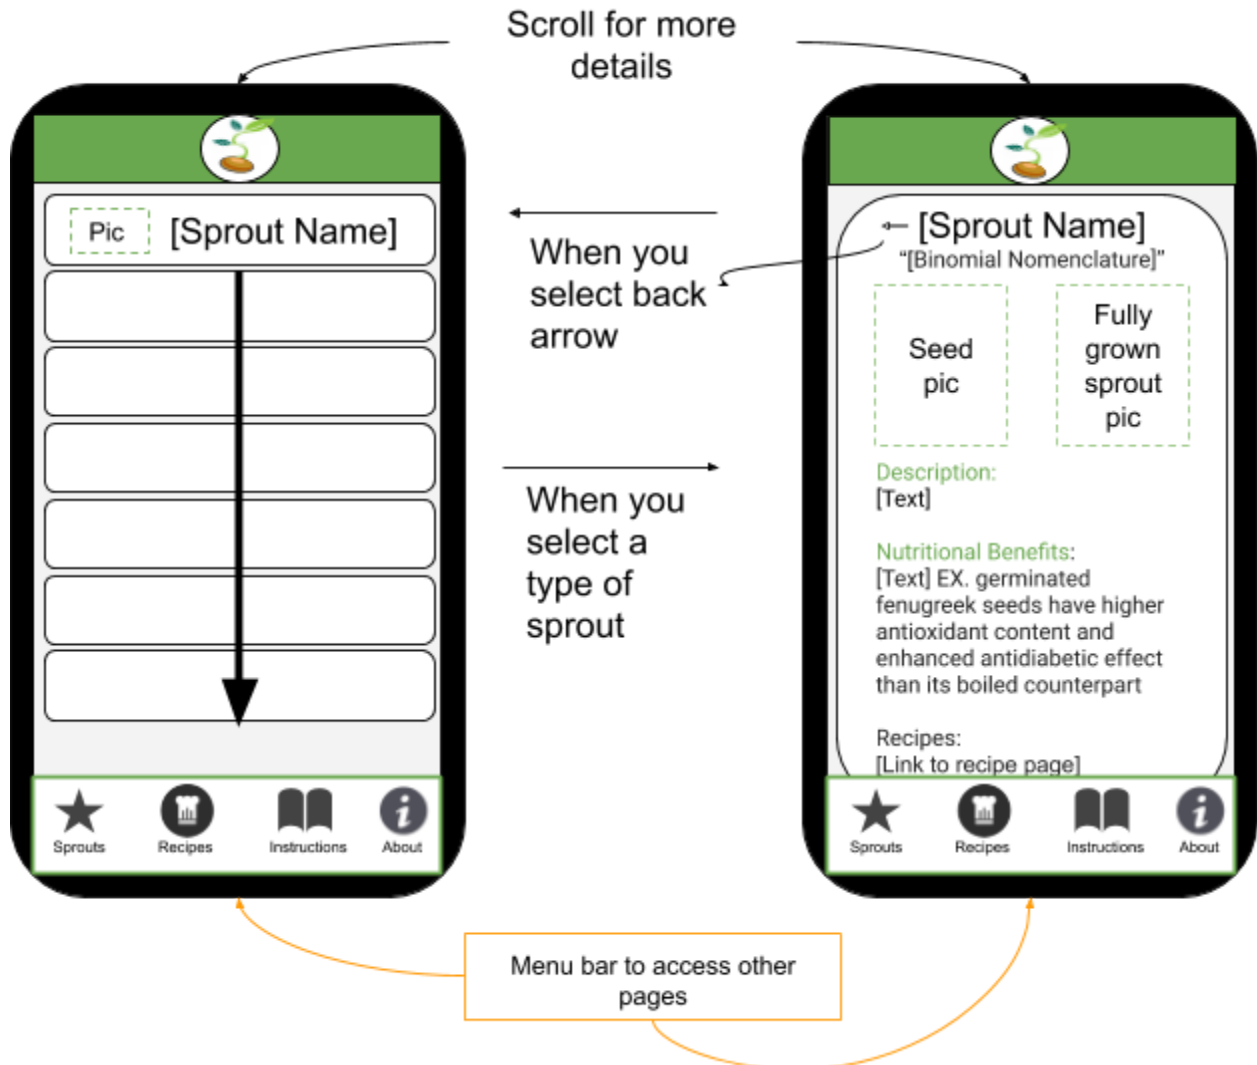 Scroll for more
details
Pic
[Sprout Name]
When you
select back
arrow
When you
select a
type of
sprout
[Sprout Name]
“[Binomial Nomenclature]”
Seed
pic
Fully
grown
sprout
pic
Description:
[Text]
Nutritional Benefits:
[Text] EX. germinated
fenugreek seeds have higher
antioxidant content and
enhanced antidiabetic effect
than its boiled counterpart
Recipes:
[Link to recipe page]
Sprouts
Recipes
Instructions
About
Sprouts
Recipes
Instructions
About
Menu bar to access other
pages